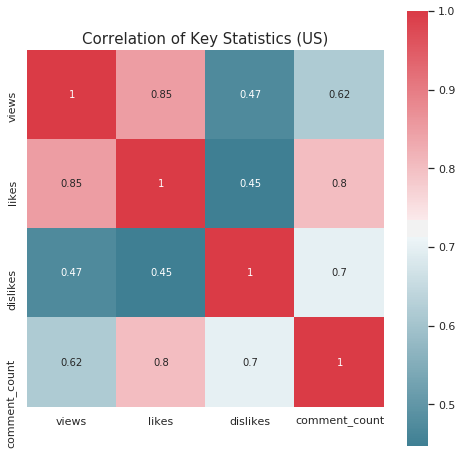 Correlation of Key Statistics (US)
1.0
views
1
0.85
0.47
0.62
0.9
likes
0.85
1
0.45
0.8
0.8
0.7
dislikes
0.47
0.45
1
0.7
0.6
comment_count
0.62
0.8
0.7
1
0.5
views
likes
dislikes
comment_count